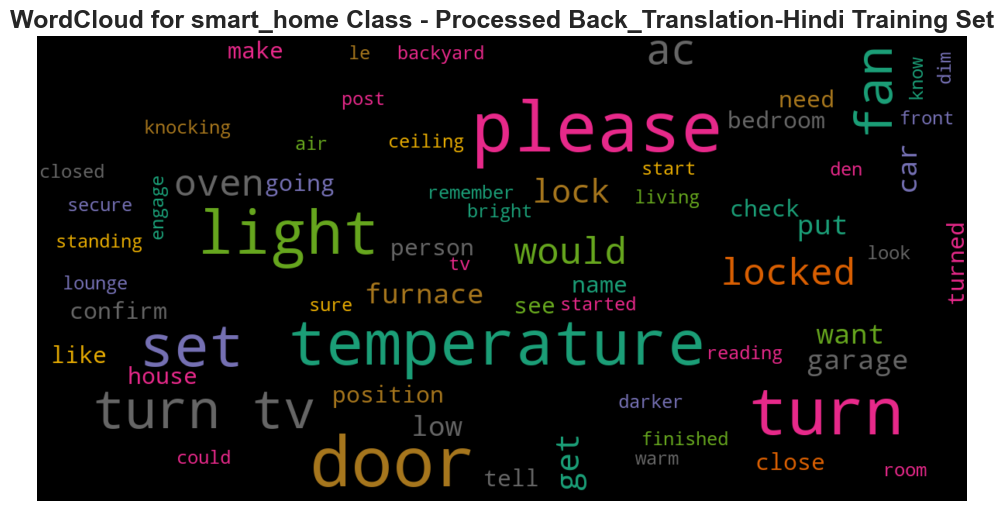 WordCloud for smart_home Class - Processed Back_Translation-Hindi Training Set
make
le
backyard
ac
fan
know
dim
post
need
knocking
please
bedroom
front
air
ceiling
car
closed
start
den
oven
going
lock
engage
remember
living
secure
bright
check
put
light
standing
person
would
look
turned
tv
locked
lounge
name
furnace
confirm
sure
see
started
set
temperature
want
like
reading
garage
house
turn tv
position
darker
turn
low
door
get
finished
could
warm
close
room
tell